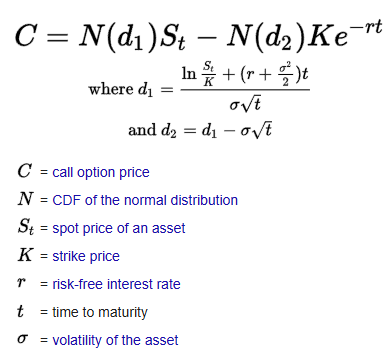 C = N(d₁)Sₜ − N(d₂)Ke⁻ʳᵗ
where d₁ = (ln Sₜ/K + (r + σ²/2)t) / σ√t
and d₂ = d₁ − σ√t
C = call option price
N = CDF of the normal distribution
Sₜ = spot price of an asset
K = strike price
r = risk-free interest rate
t = time to maturity
σ = volatility of the asset